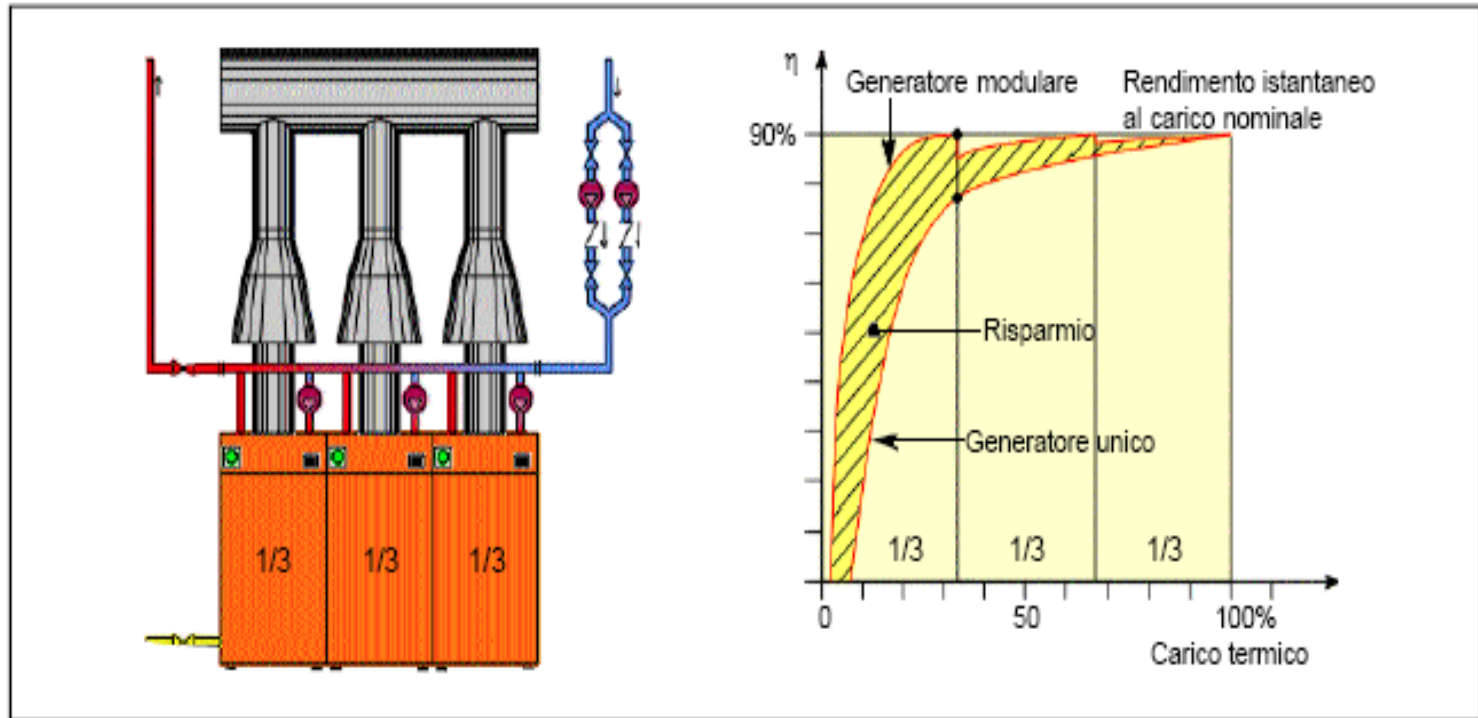 1/3
1/3
1/3
η
Generatore modulare
Rendimento istantaneo
al carico nominale
90%
Risparmio
Generatore unico
1/3
1/3
1/3
0
50
100%
Carico termico